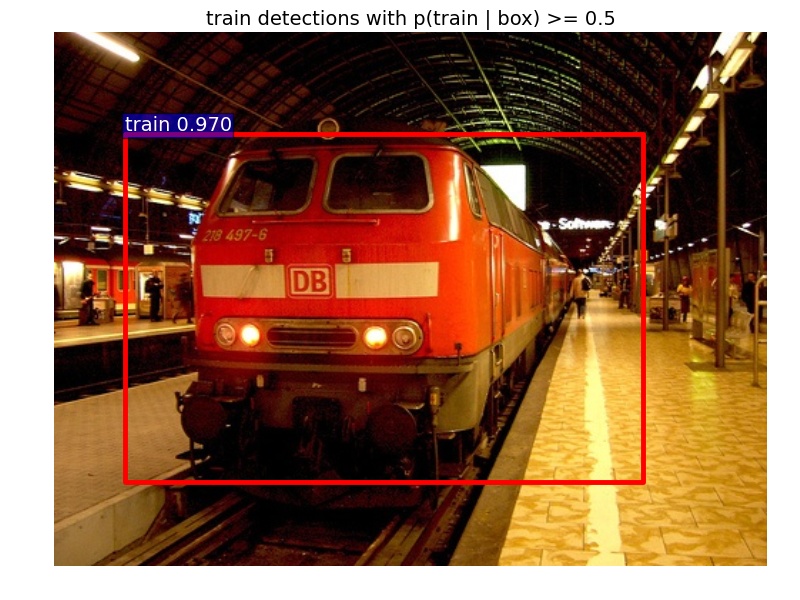 train detections with p(train | box) >= 0.5
train 0.970
- Software
218 497-6
DB